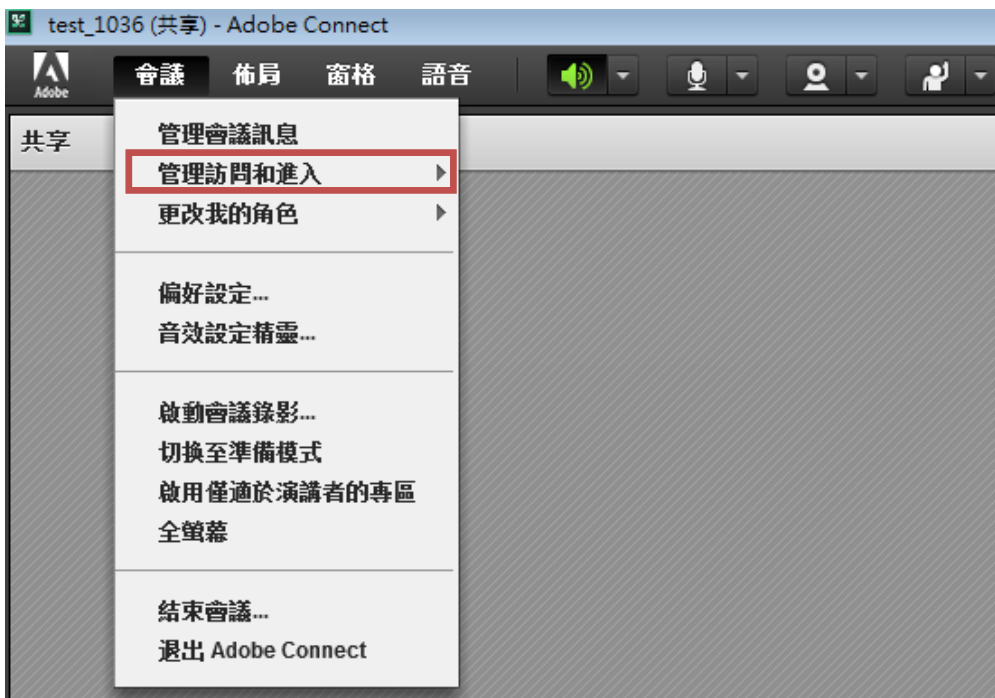 test_1036 (共享) - Adobe Connect
Adobe
會議 佈局 窗格 語音
共享
管理會議訊息
管理訪問和進入
更改我的角色
偏好設定...
音效設定精靈...
啟動會議錄影...
切換至準備模式
啟用僅適於演講者的專區
全螢幕
結束會議...
退出 Adobe Connect